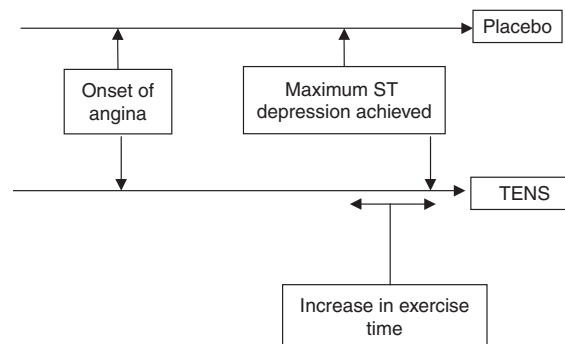 Placebo
Onset of
angina
Maximum ST
depression achieved
TENS
Increase in exercise
time